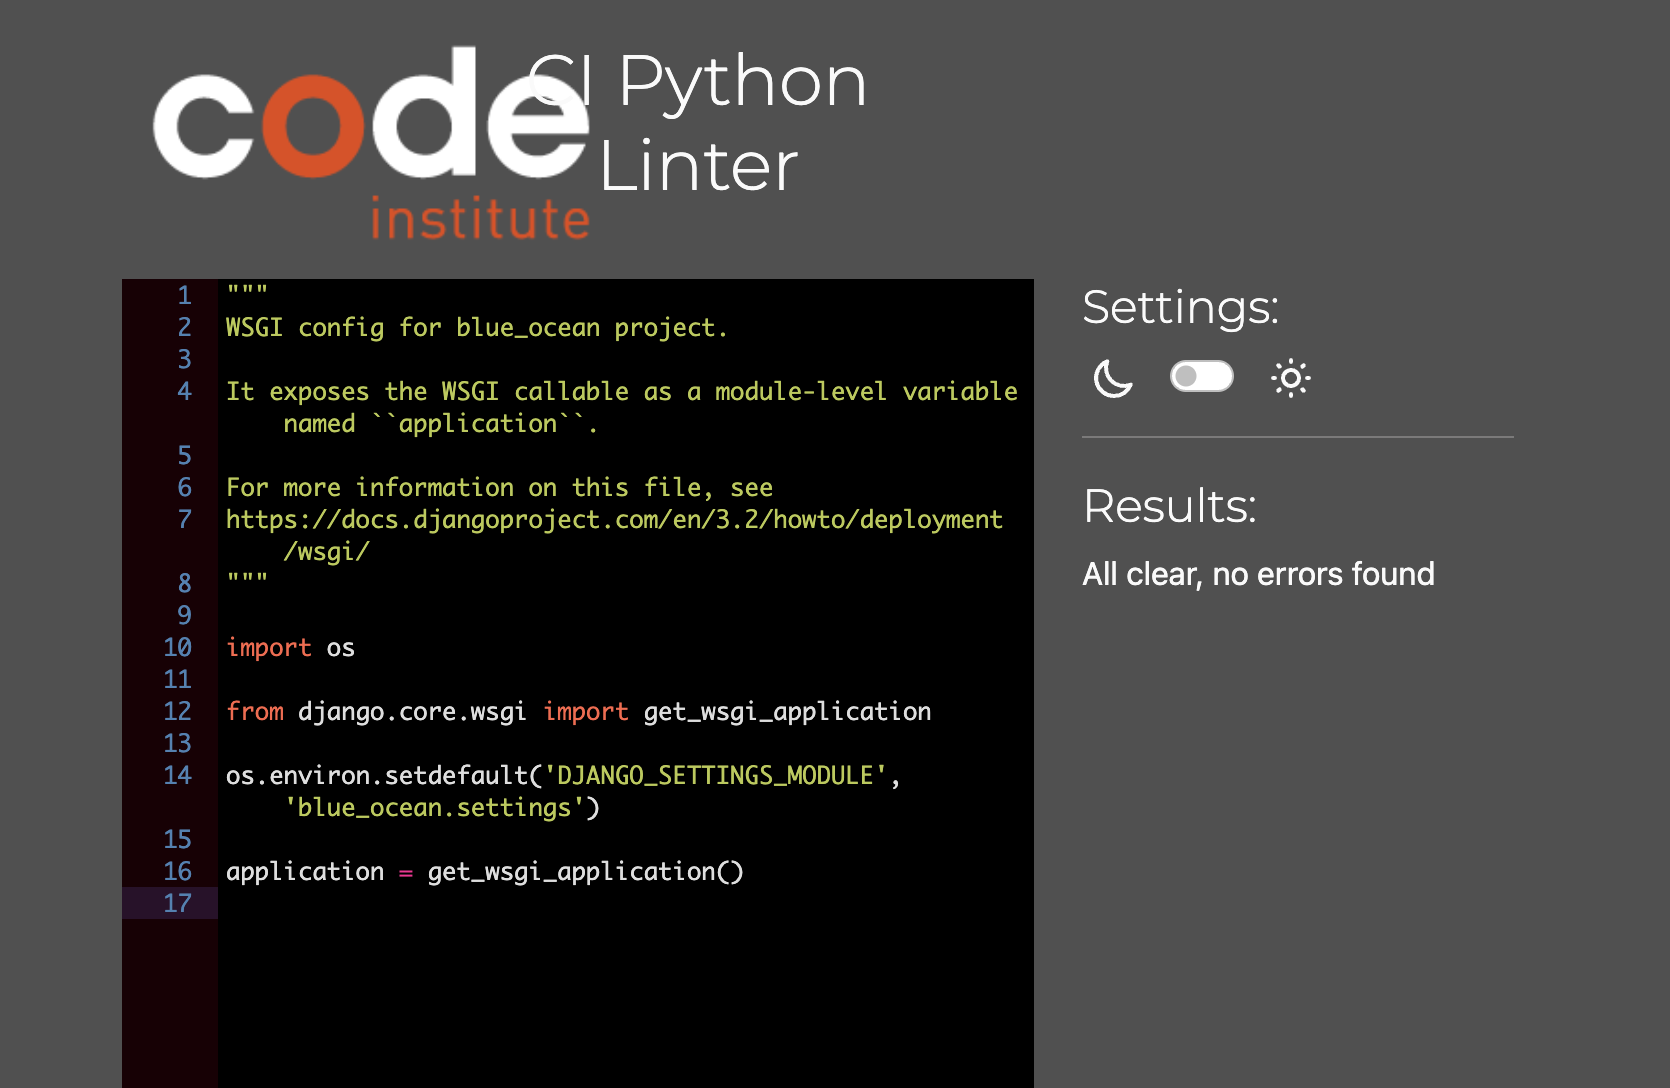 code
institute
CI Python
Linter
1 """
2 WSGI config for blue_ocean project.
3
4 It exposes the WSGI callable as a module-level variable
named ``application``.
5
6 For more information on this file, see
7 https://docs.djangoproject.com/en/3.2/howto/deployment
/wsgi/
8 """
9
10 import os
11
12 from django.core.wsgi import get_wsgi_application
13
14 os.environ.setdefault('DJANGO_SETTINGS_MODULE',
'blue_ocean.settings')
15
16 application = get_wsgi_application()
17
Settings:
Results:
All clear, no errors found